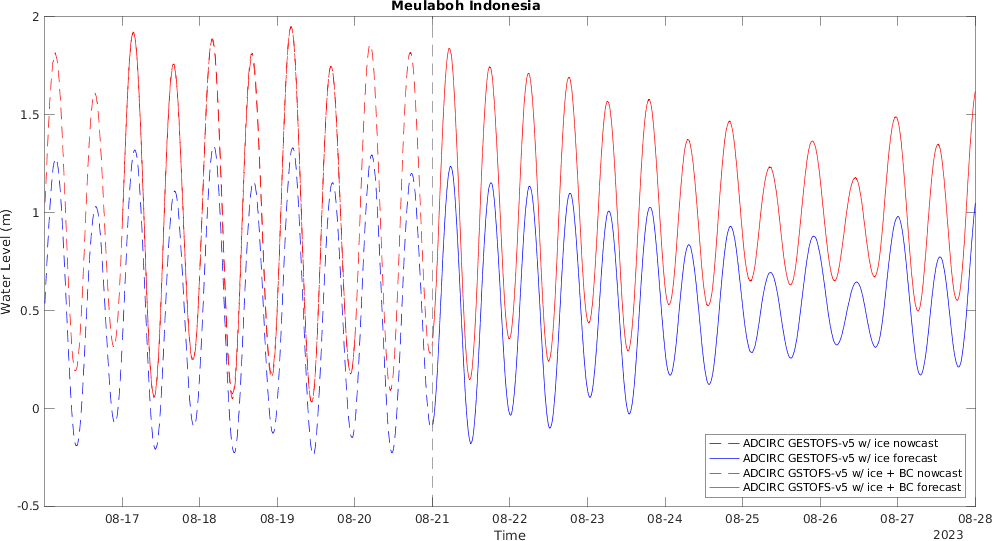 Meulaboh Indonesia
2
1.5
1
0.5
0
-0.5
Water Level (m)
08-17 08-18 08-19 08-20 08-21 08-22 08-23 08-24 08-25 08-26 08-27 08-28
Time
2023
ADCIRC GESTOFS-v5 w/ ice nowcast
ADCIRC GESTOFS-v5 w/ ice forecast
ADCIRC GSTOFS-v5 w/ ice + BC nowcast
ADCIRC GSTOFS-v5 w/ ice + BC forecast